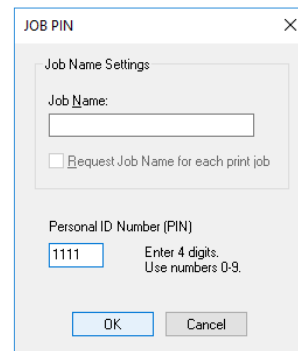 JOB PIN
Job Name Settings
Job Name:
Request Job Name for each print job
Personal ID Number (PIN)
1111
Enter 4 digits.
Use numbers 0-9.
OK
Cancel